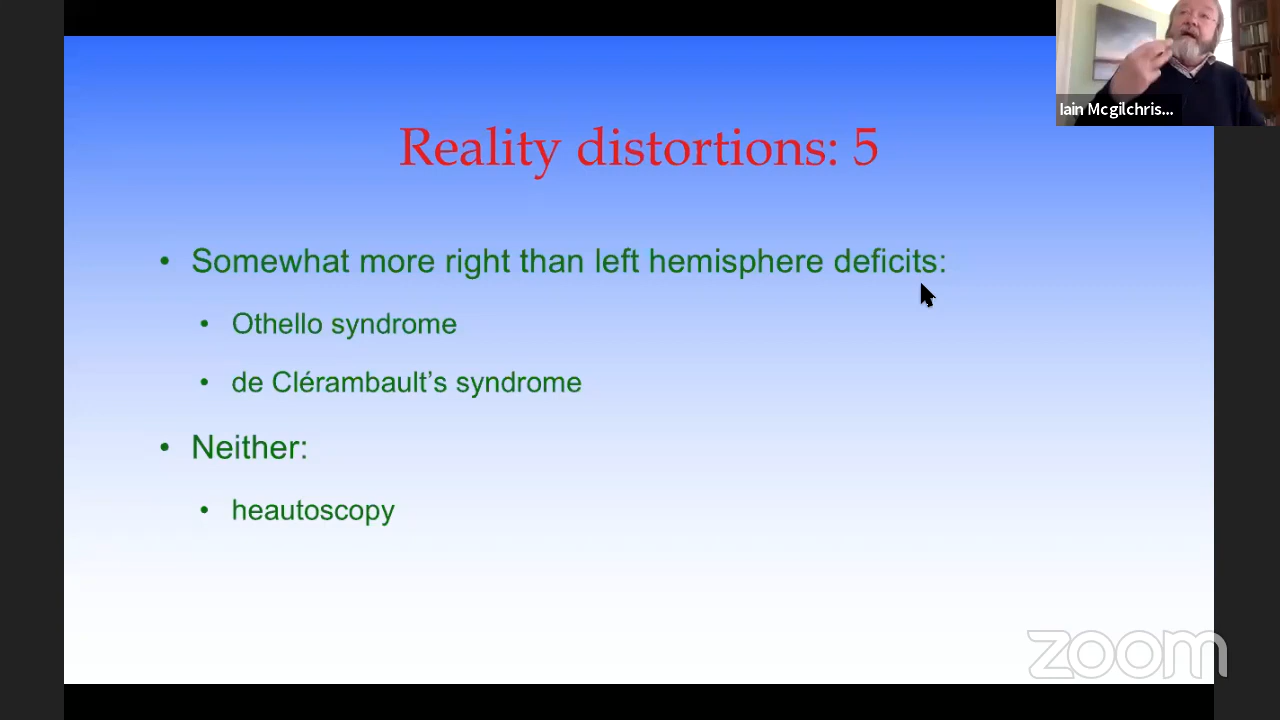 Iain Mcgilchris...
Reality distortions: 5
• Somewhat more right than left hemisphere deficits:
• Othello syndrome
• de Clérambault’s syndrome
• Neither:
• heautoscopy
zoom